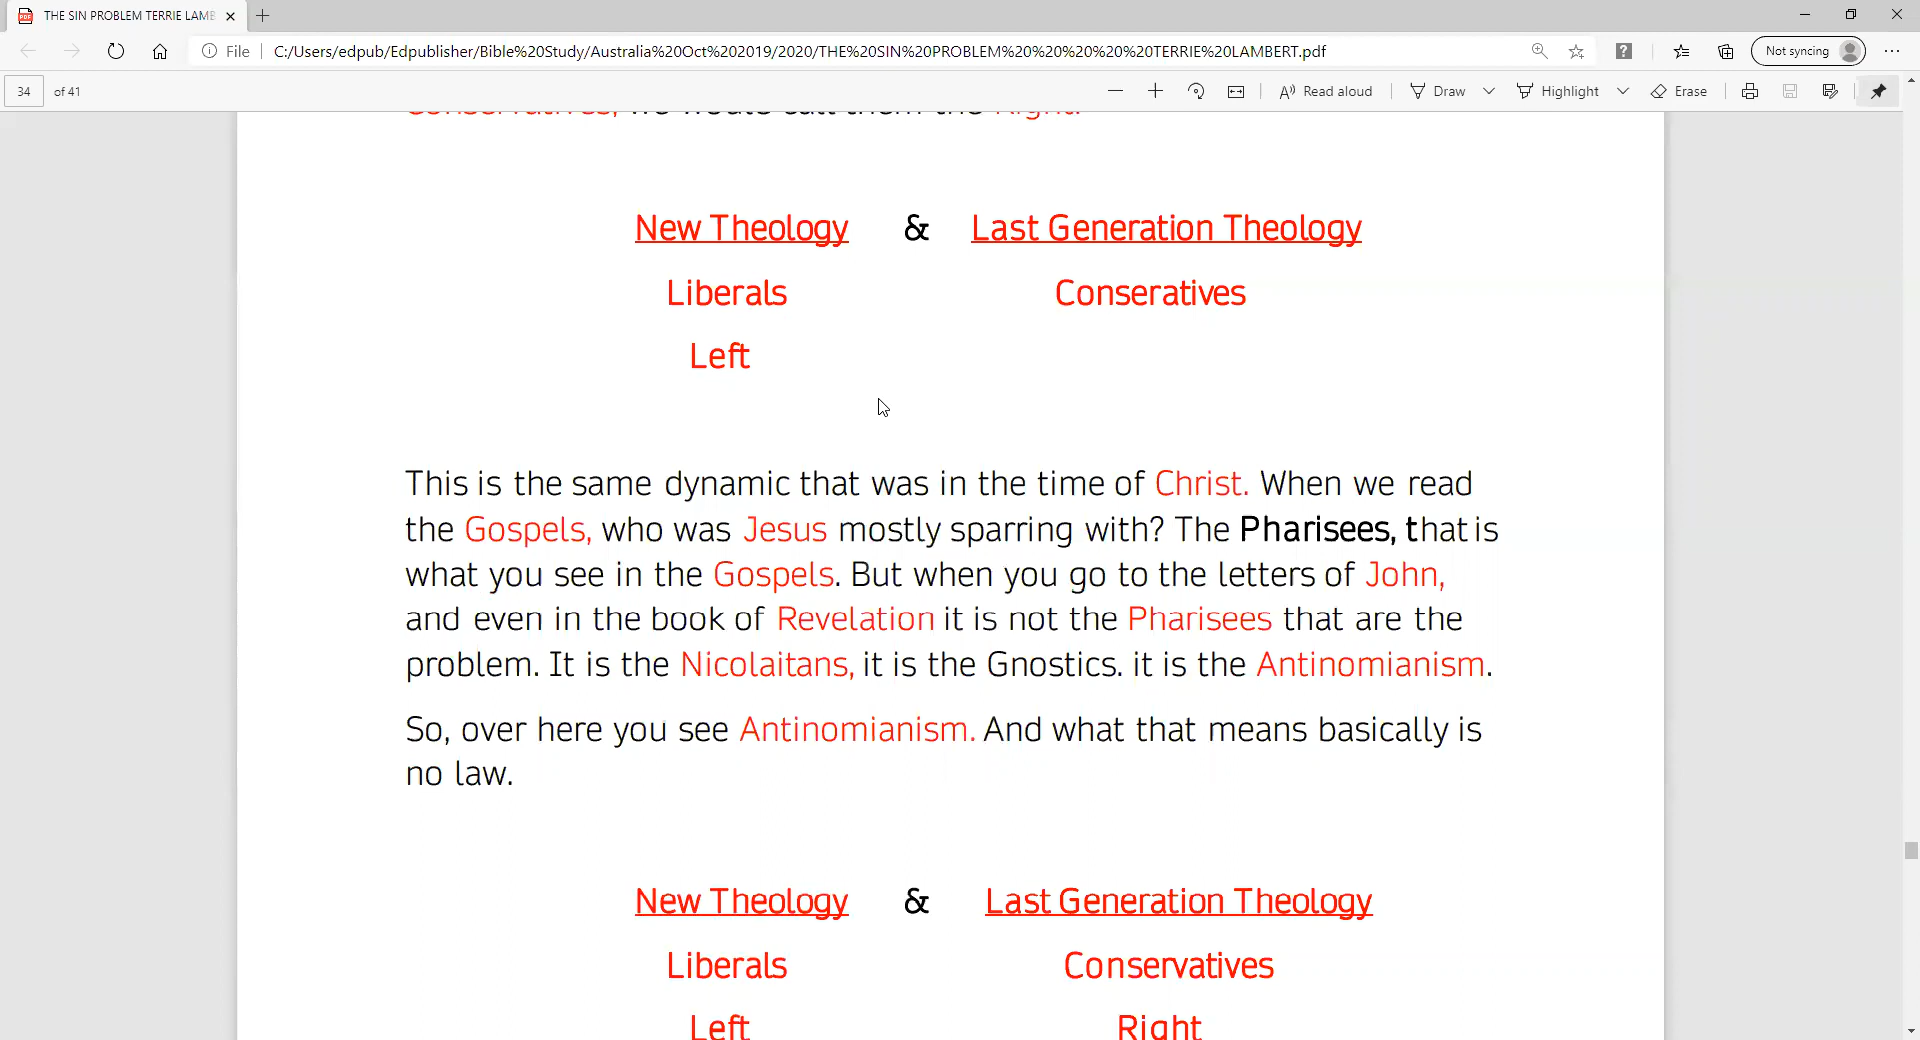 THE SIN PROBLEM TERRIE LAMB
File
C:/Users/edpub/Edpublisher/Bible%20Study/Australia%20Oct%202019/2020/THE%20SIN%20PROBLEM%20%20%20%20%20TERRIE%20LAMBERT.pdf
Not syncing
34 of 41
Read aloud
Draw
Highlight
Erase
Conservatives, we would call them the Right.
New Theology & Last Generation Theology
Liberals Conseratives
Left
This is the same dynamic that was in the time of Christ. When we read
the Gospels, who was Jesus mostly sparring with? The Pharisees, that is
what you see in the Gospels. But when you go to the letters of John,
and even in the book of Revelation it is not the Pharisees that are the
problem. It is the Nicolaitans, it is the Gnostics. it is the Antinomianism.
So, over here you see Antinomianism. And what that means basically is
no law.
New Theology & Last Generation Theology
Liberals Conservatives
Left Right